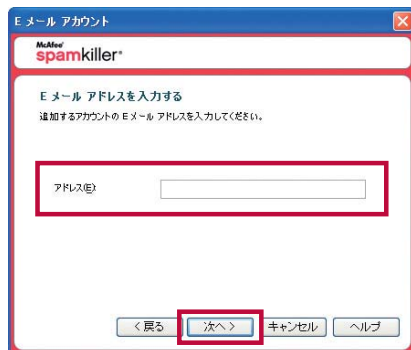 E メール アカウント
McAfee
spamkiller
E メール アドレスを入力する
追加するアカウントの E メール アドレスを入力してください。
アドレス(E):
< 戻る
次へ >
キャンセル
ヘルプ